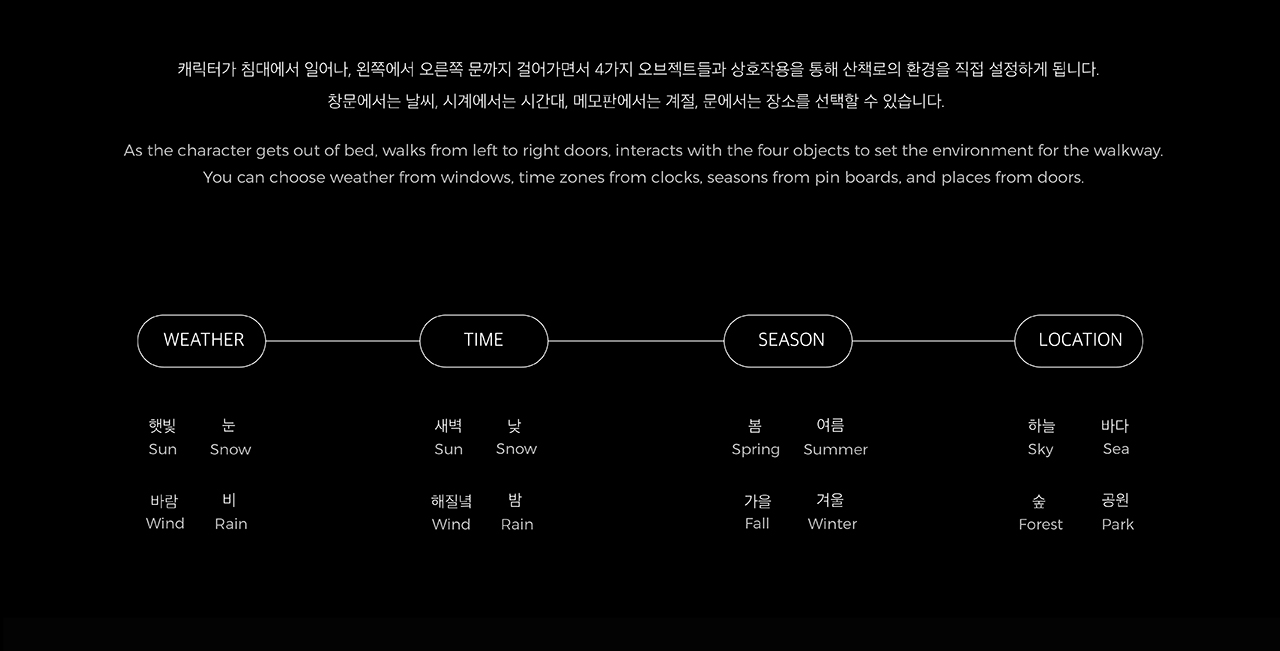 캐릭터가 침대에서 일어나, 왼쪽에서 오른쪽 문까지 걸어가면서 4가지 오브젝트들과 상호작용을 통해 산책로의 환경을 직접 설정하게 됩니다.
창문에서는 날씨, 시계에서는 시간대, 메모판에서는 계절, 문에서는 장소를 선택할 수 있습니다.
As the character gets out of bed, walks from left to right doors, interacts with the four objects to set the environment for the walkway.
You can choose weather from windows, time zones from clocks, seasons from pin boards, and places from doors.
WEATHER TIME SEASON LOCATION
햇빛 눈 새벽 낮 봄 여름 하늘 바다
Sun Snow Sun Snow Spring Summer Sky Sea
바람 비 해질녘 밤 가을 겨울 숲 공원
Wind Rain Wind Rain Fall Winter Forest Park